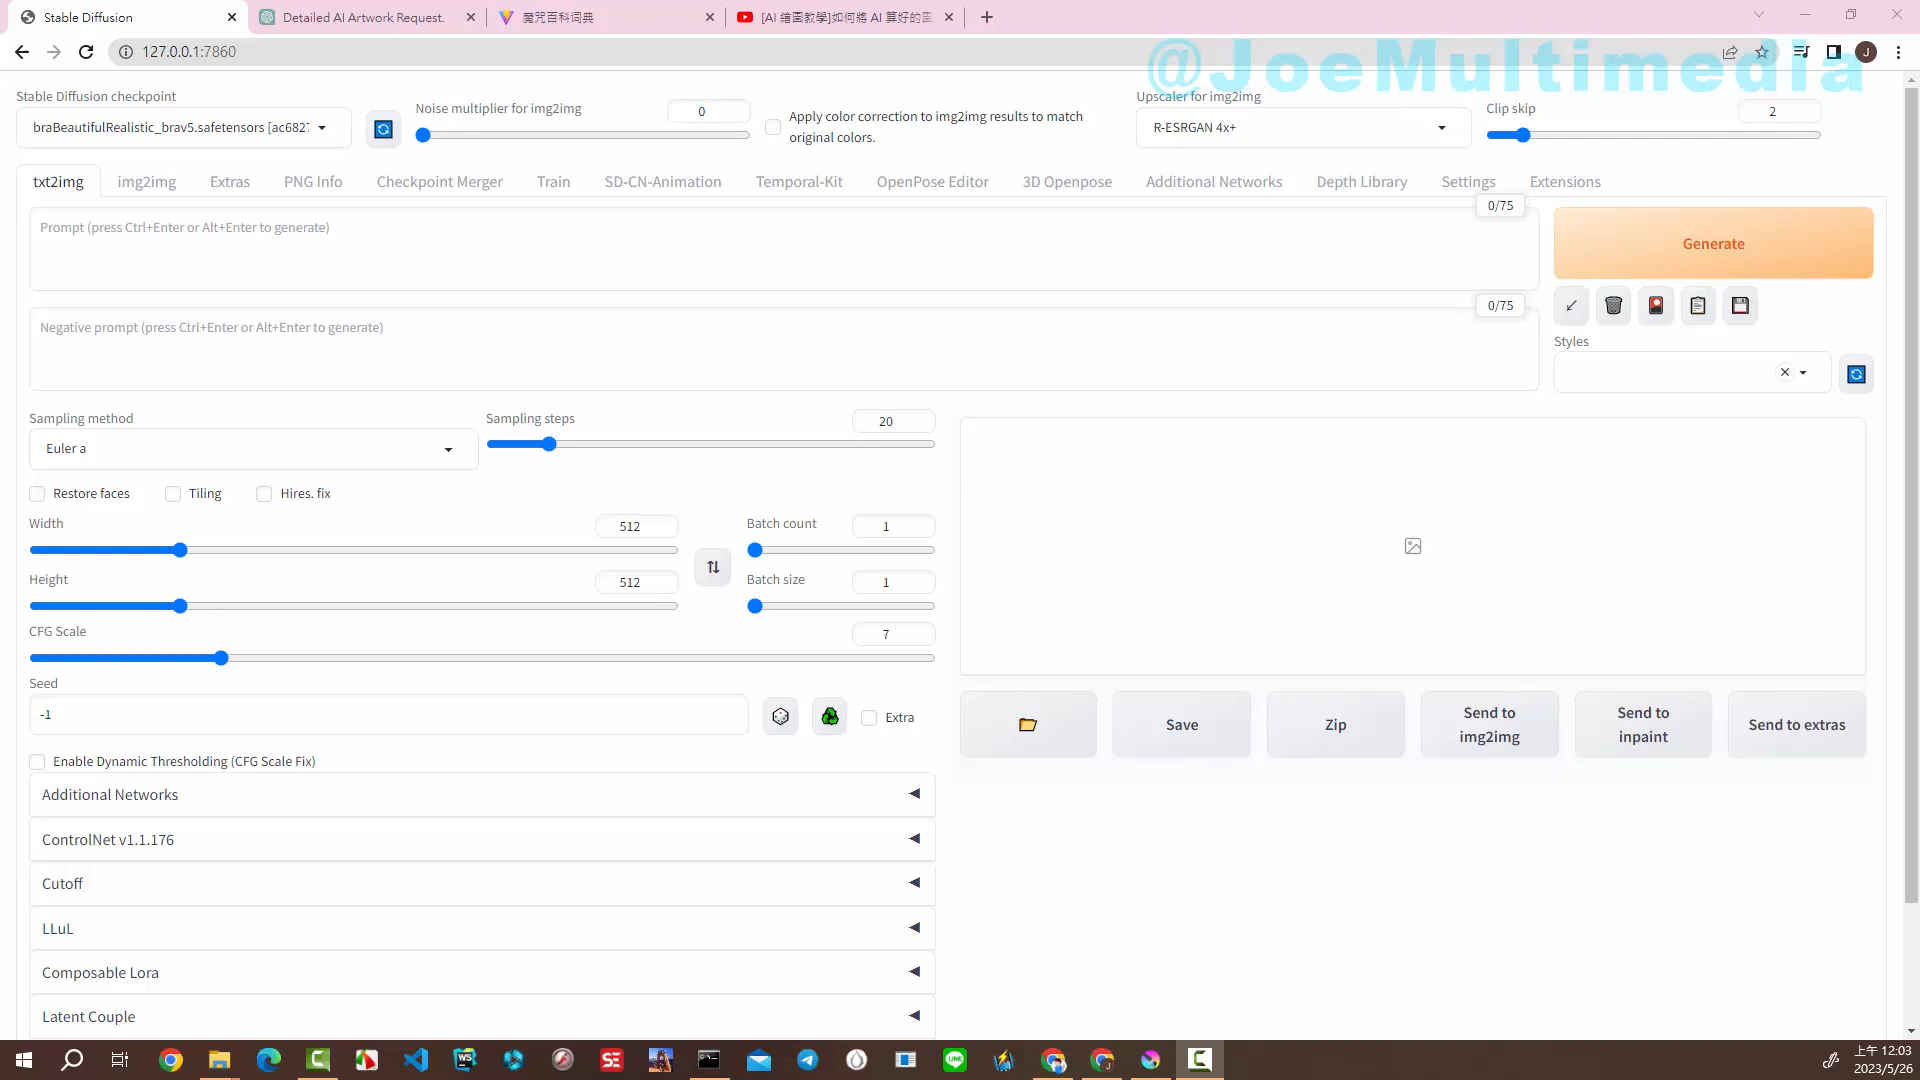 Stable Diffusion
Detailed AI Artwork Request.
魔咒百科词典
[AI 繪圖教學]如何將 AI 算好的圖
127.0.0.1:7860
J
@JoeMultimedia
Stable Diffusion checkpoint
braBeautifulRealistic_brav5.safetensors [ac682
Noise multiplier for img2img
0
Apply color correction to img2img results to match
original colors.
Upscaler for img2img
R-ESRGAN 4x+
Clip skip
2
txt2img
img2img
Extras
PNG Info
Checkpoint Merger
Train
SD-CN-Animation
Temporal-Kit
OpenPose Editor
3D Openpose
Additional Networks
Depth Library
Settings
Extensions
0/75
Prompt (press Ctrl+Enter or Alt+Enter to generate)
Generate
0/75
Negative prompt (press Ctrl+Enter or Alt+Enter to generate)
Styles
Sampling method
Euler a
Sampling steps
20
Restore faces
Tiling
Hires. fix
Width
512
Batch count
1
Height
512
Batch size
1
CFG Scale
7
Seed
-1
Extra
Save
Zip
Send to
img2img
Send to
inpaint
Send to extras
Enable Dynamic Thresholding (CFG Scale Fix)
Additional Networks
ControlNet v1.1.176
Cutoff
LLuL
Composable Lora
Latent Couple
WS
SE
LINE
上午 12:03
2023/5/26